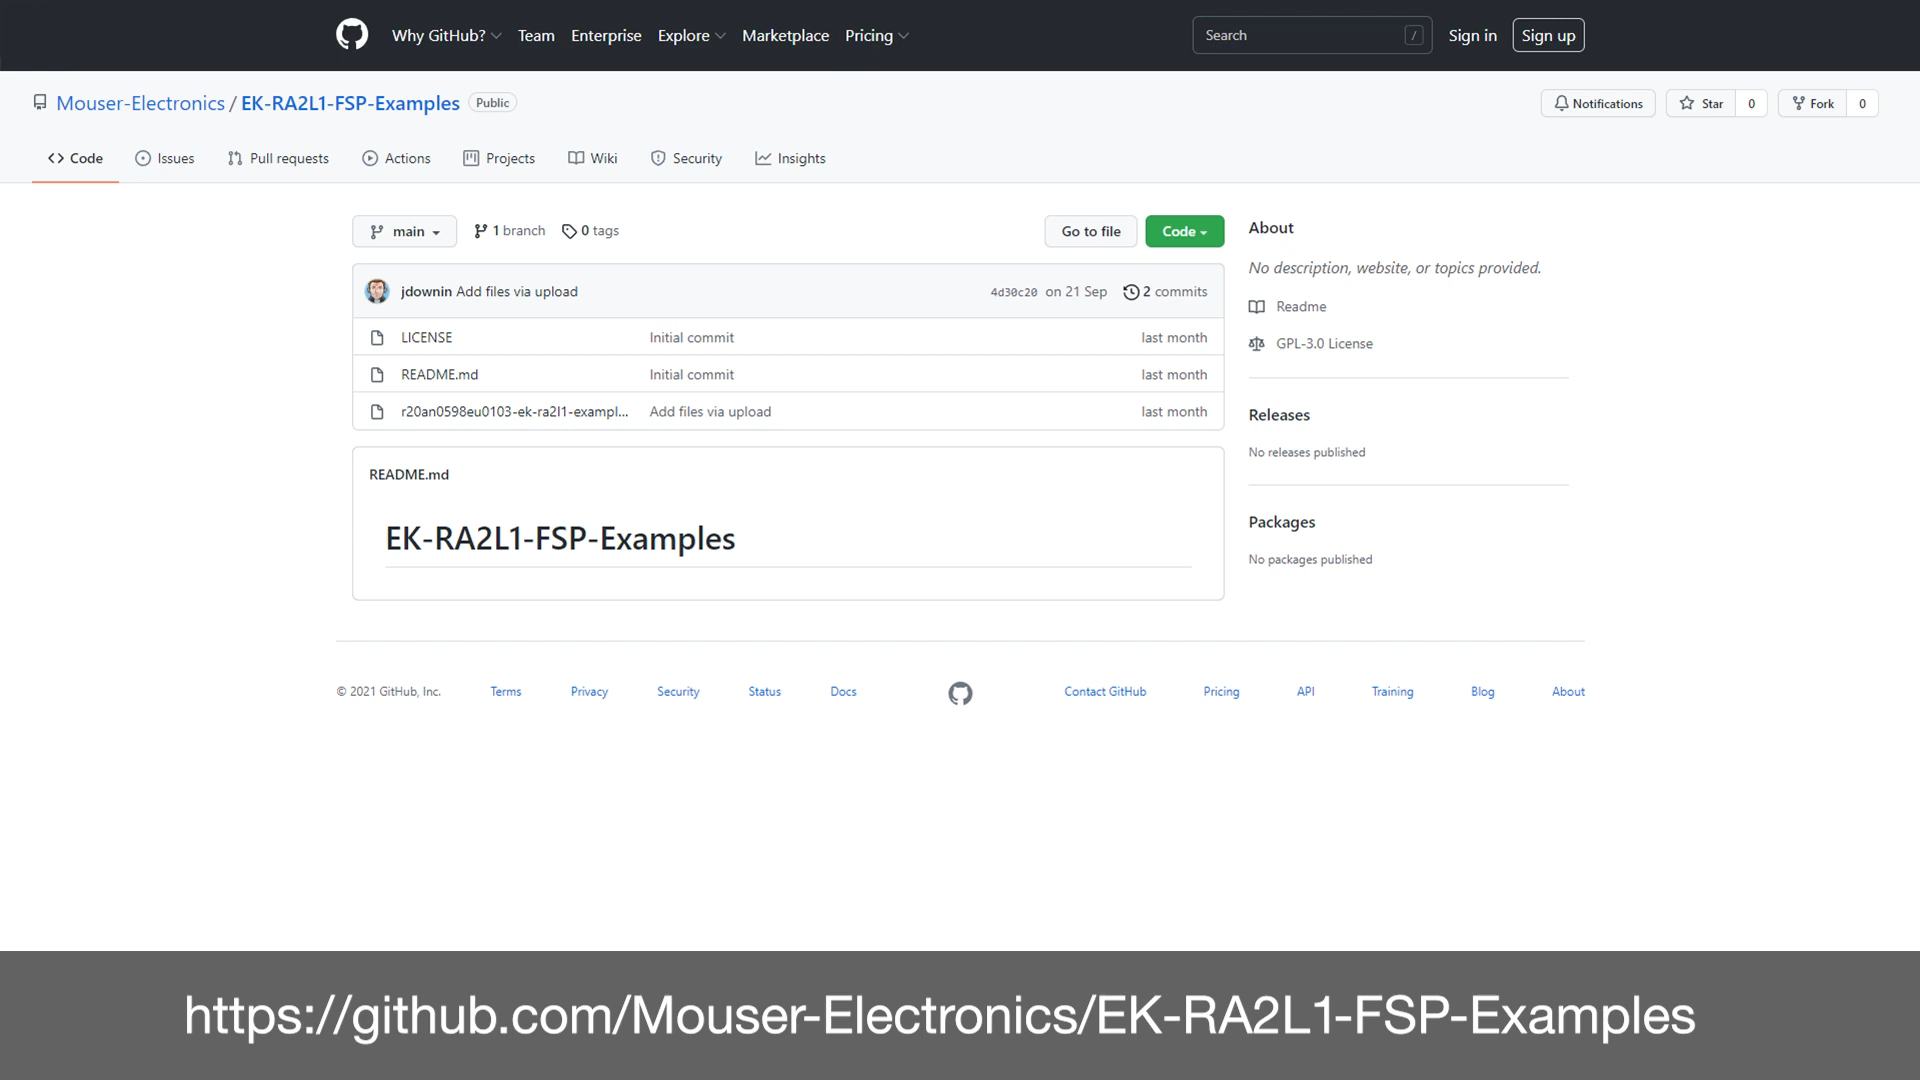 Why GitHub? Team Enterprise Explore Marketplace Pricing Search / Sign in Sign up
Mouser-Electronics / EK-RA2L1-FSP-Examples Public Notifications Star 0 Fork 0
Code Issues Pull requests Actions Projects Wiki Security Insights
main 1 branch 0 tags Go to file Code
jdownin Add files via upload 4d30c20 on 21 Sep 2 commits
LICENSE Initial commit last month
README.md Initial commit last month
r20an0598eu0103-ek-ra2l1-exampl... Add files via upload last month
README.md
EK-RA2L1-FSP-Examples
About
No description, website, or topics provided.
Readme
GPL-3.0 License
Releases
No releases published
Packages
No packages published
© 2021 GitHub, Inc. Terms Privacy Security Status Docs Contact GitHub Pricing API Training Blog About
https://github.com/Mouser-Electronics/EK-RA2L1-FSP-Examples